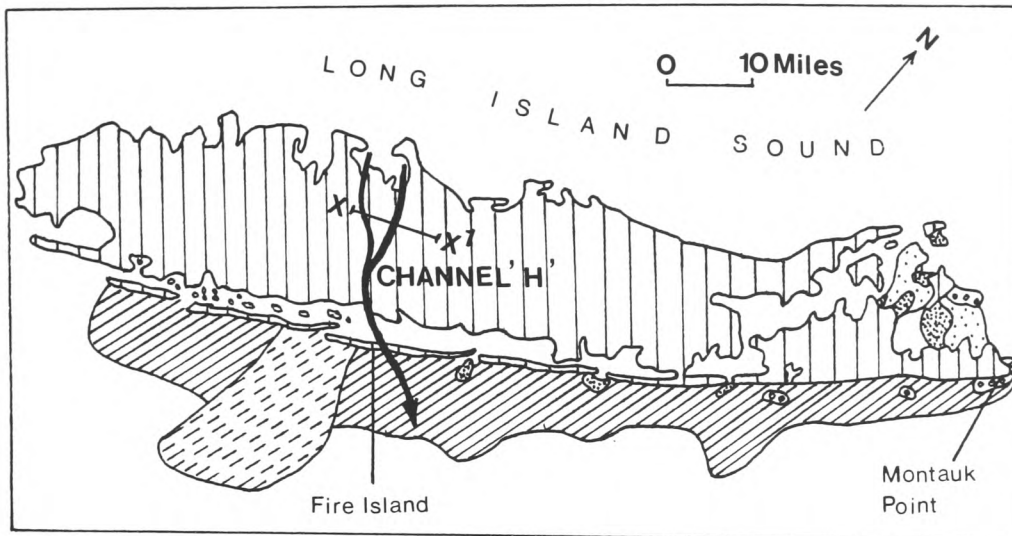 LONG ISLAND SOUND
N
0 10 Miles
X X'
CHANNEL 'H'
Fire Island
Montauk
Point